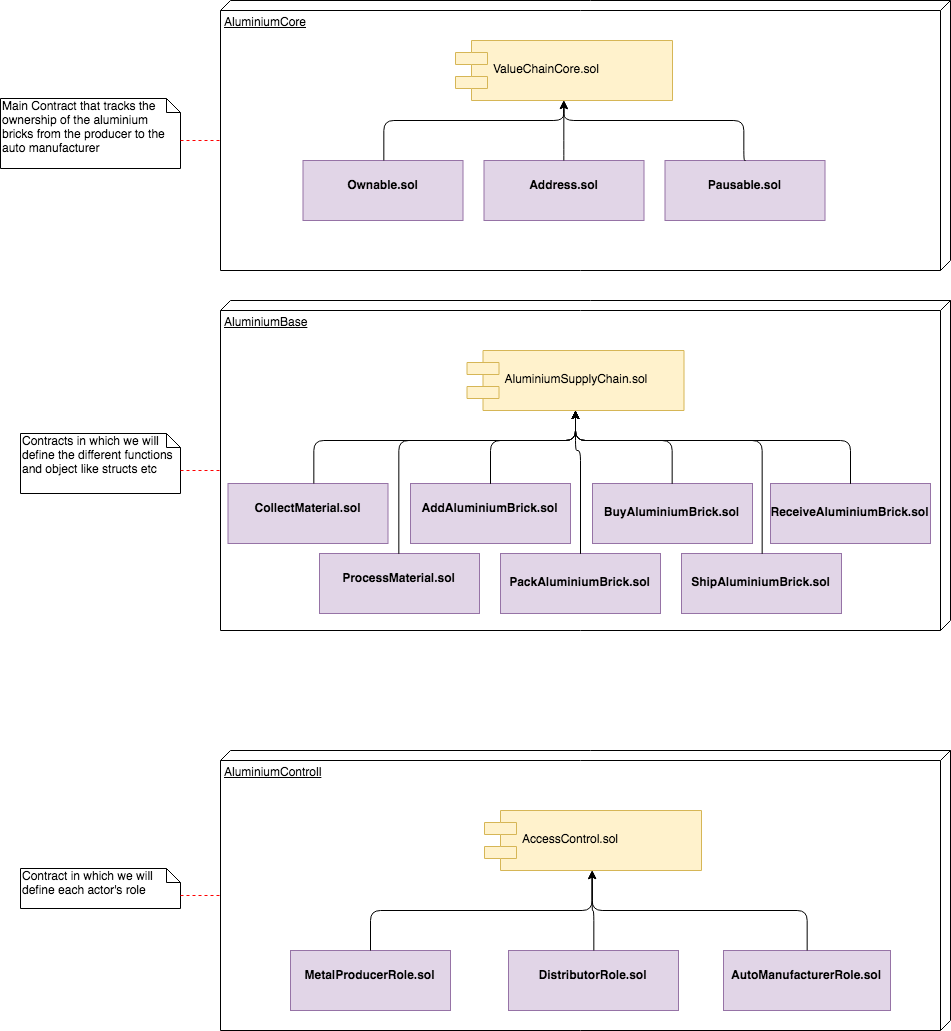 AluminiumCore
ValueChainCore.sol
Main Contract that tracks the
ownership of the aluminium
bricks from the producer to the
auto manufacturer
Ownable.sol
Address.sol
Pausable.sol
AluminiumBase
AluminiumSupplyChain.sol
Contracts in which we will
define the different functions
and object like structs etc
CollectMaterial.sol
AddAluminiumBrick.sol
BuyAluminiumBrick.sol
ReceiveAluminiumBrick.sol
ProcessMaterial.sol
PackAluminiumBrick.sol
ShipAluminiumBrick.sol
AluminiumControll
AccessControl.sol
Contract in which we will
define each actor's role
MetalProducerRole.sol
DistributorRole.sol
AutoManufacturerRole.sol